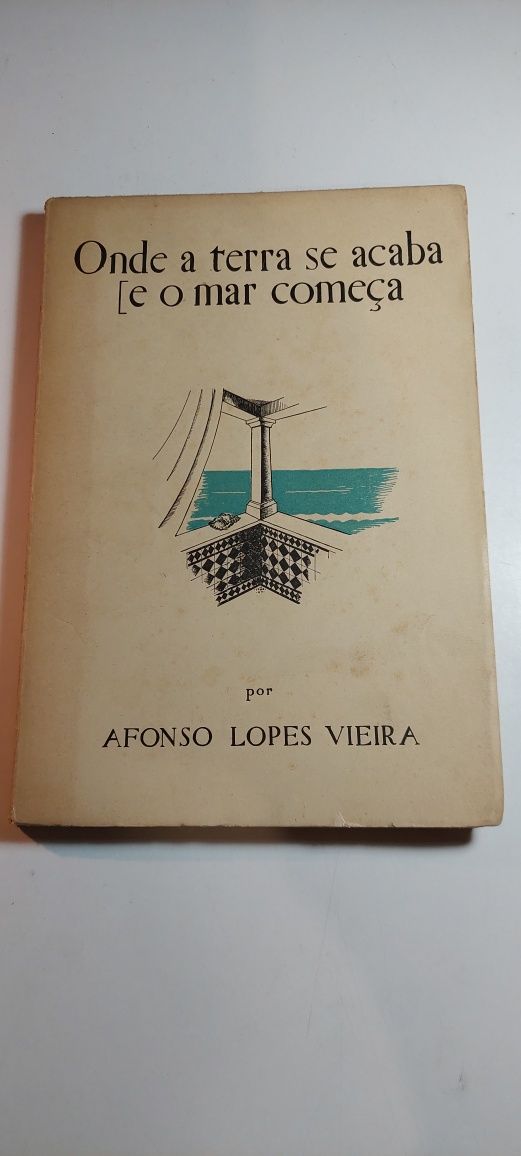 Onde a terra se acaba
[e o mar começa
por
AFONSO LOPES VIEIRA